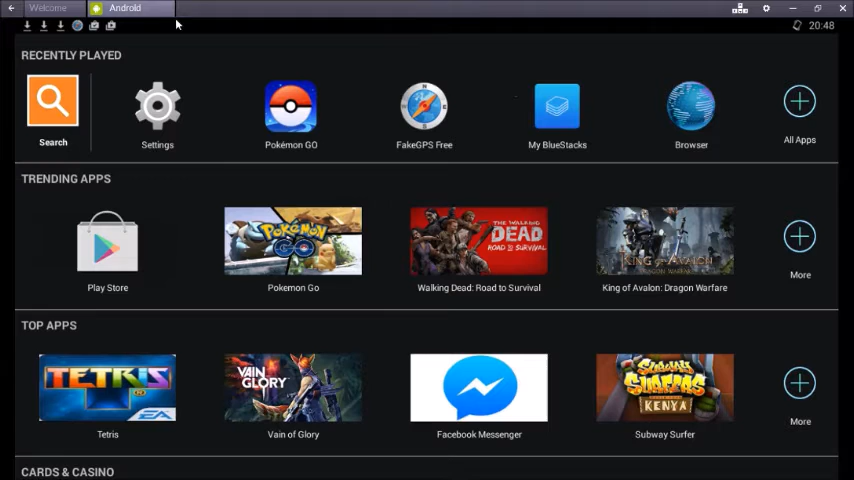 Welcome Android
20:48
RECENTLY PLAYED
Search Settings Pokémon GO FakeGPS Free My BlueStacks Browser All Apps
TRENDING APPS
POKÉMON GO
THE WALKING DEAD ROAD TO SURVIVAL
KING OF AVALON
DRAGON WARFARE
Play Store Pokemon Go Walking Dead: Road to Survival King of Avalon: Dragon Warfare More
TOP APPS
TETRIS
EA
VAIN GLORY
SUBWAY SURFERS
KENYA
Tetris Vain of Glory Facebook Messenger Subway Surfer More
CARDS & CASINO